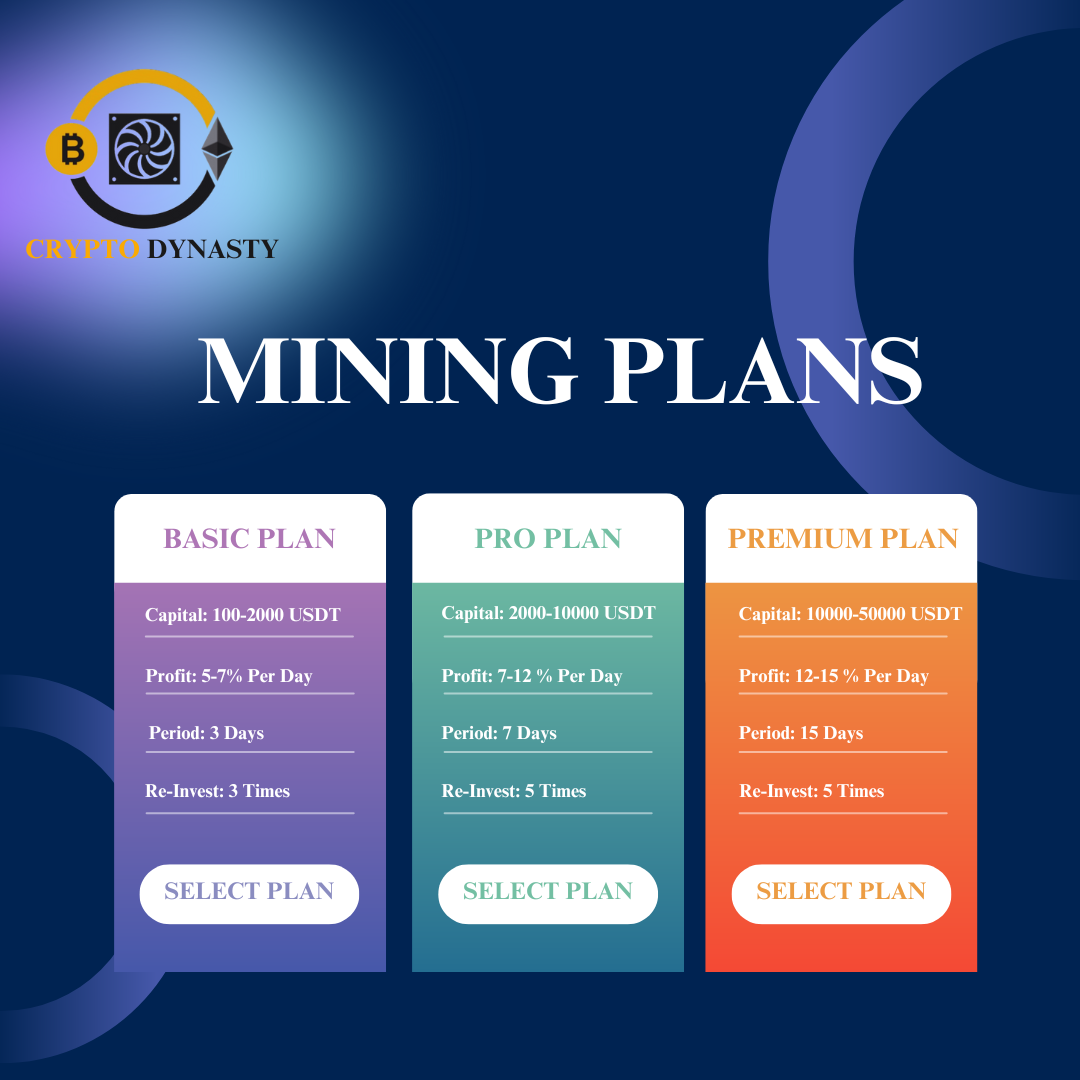 CRYPTO DYNASTY
MINING PLANS
BASIC PLAN
Capital: 100-2000 USDT
Profit: 5-7% Per Day
Period: 3 Days
Re-Invest: 3 Times
SELECT PLAN
PRO PLAN
Capital: 2000-10000 USDT
Profit: 7-12 % Per Day
Period: 7 Days
Re-Invest: 5 Times
SELECT PLAN
PREMIUM PLAN
Capital: 10000-50000 USDT
Profit: 12-15 % Per Day
Period: 15 Days
Re-Invest: 5 Times
SELECT PLAN